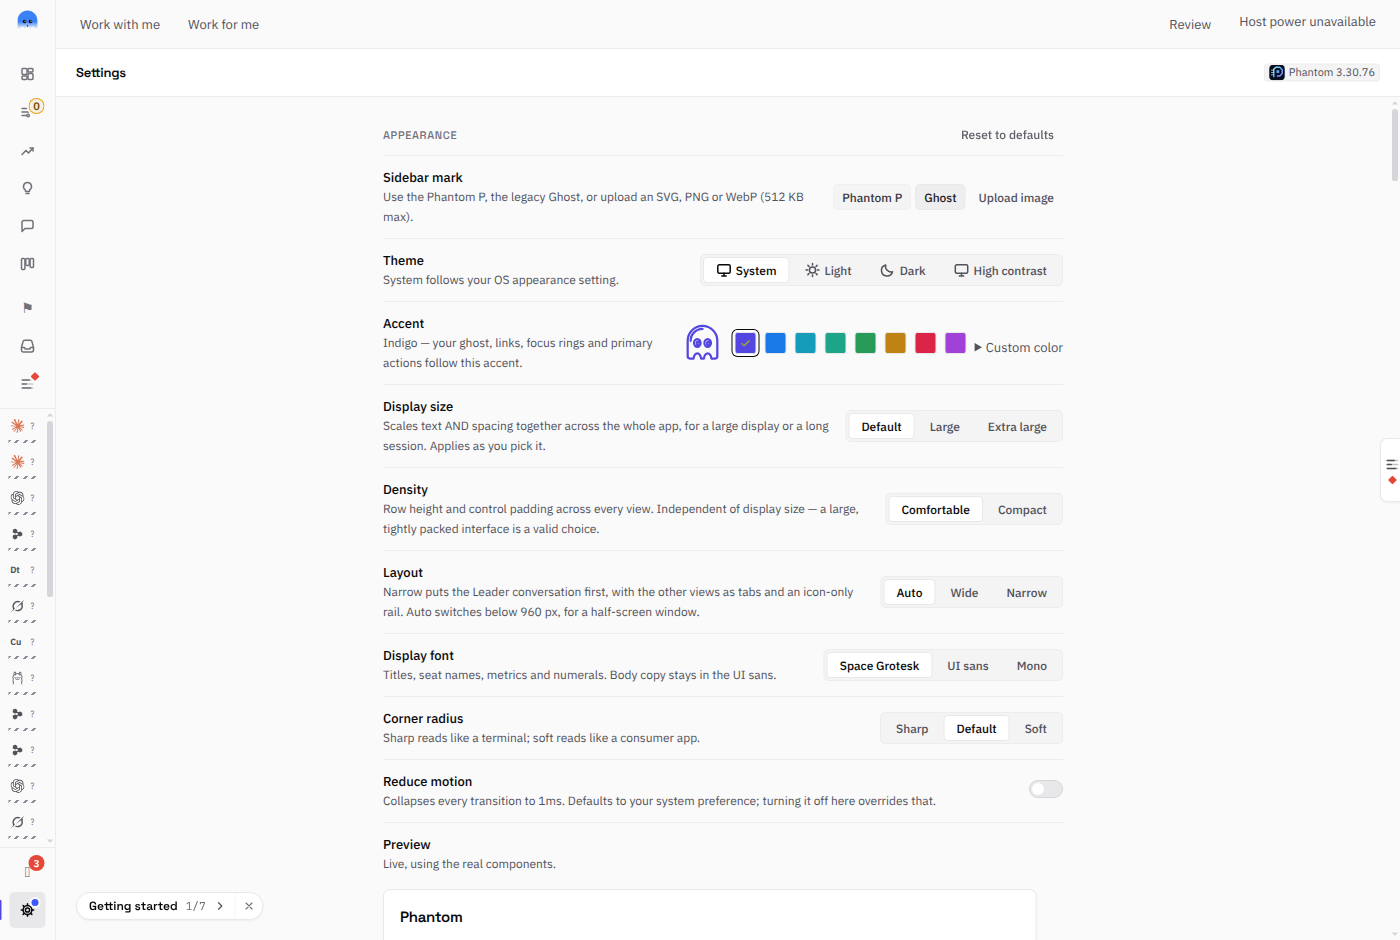 Work with me
Work for me
Review
Host power unavailable
Settings
Phantom 3.30.76
0
APPEARANCE
Reset to defaults
Sidebar mark
Use the Phantom P, the legacy Ghost, or upload an SVG, PNG or WebP (512 KB
max).
Phantom P
Ghost
Upload image
Theme
System follows your OS appearance setting.
System
Light
Dark
High contrast
Accent
Indigo — your ghost, links, focus rings and primary
actions follow this accent.
Custom color
Display size
Scales text AND spacing together across the whole app, for a large display or a long
session. Applies as you pick it.
Default
Large
Extra large
Density
Row height and control padding across every view. Independent of display size — a large,
tightly packed interface is a valid choice.
Comfortable
Compact
Layout
Narrow puts the Leader conversation first, with the other views as tabs and an icon-only
rail. Auto switches below 960 px, for a half-screen window.
Auto
Wide
Narrow
Display font
Titles, seat names, metrics and numerals. Body copy stays in the UI sans.
Space Grotesk
UI sans
Mono
Corner radius
Sharp reads like a terminal; soft reads like a consumer app.
Sharp
Default
Soft
Reduce motion
Collapses every transition to 1ms. Defaults to your system preference; turning it off here overrides that.
Preview
Live, using the real components.
Phantom
?
?
?
?
Dt ?
?
Cu ?
?
?
?
?
?
3
Getting started 1/7